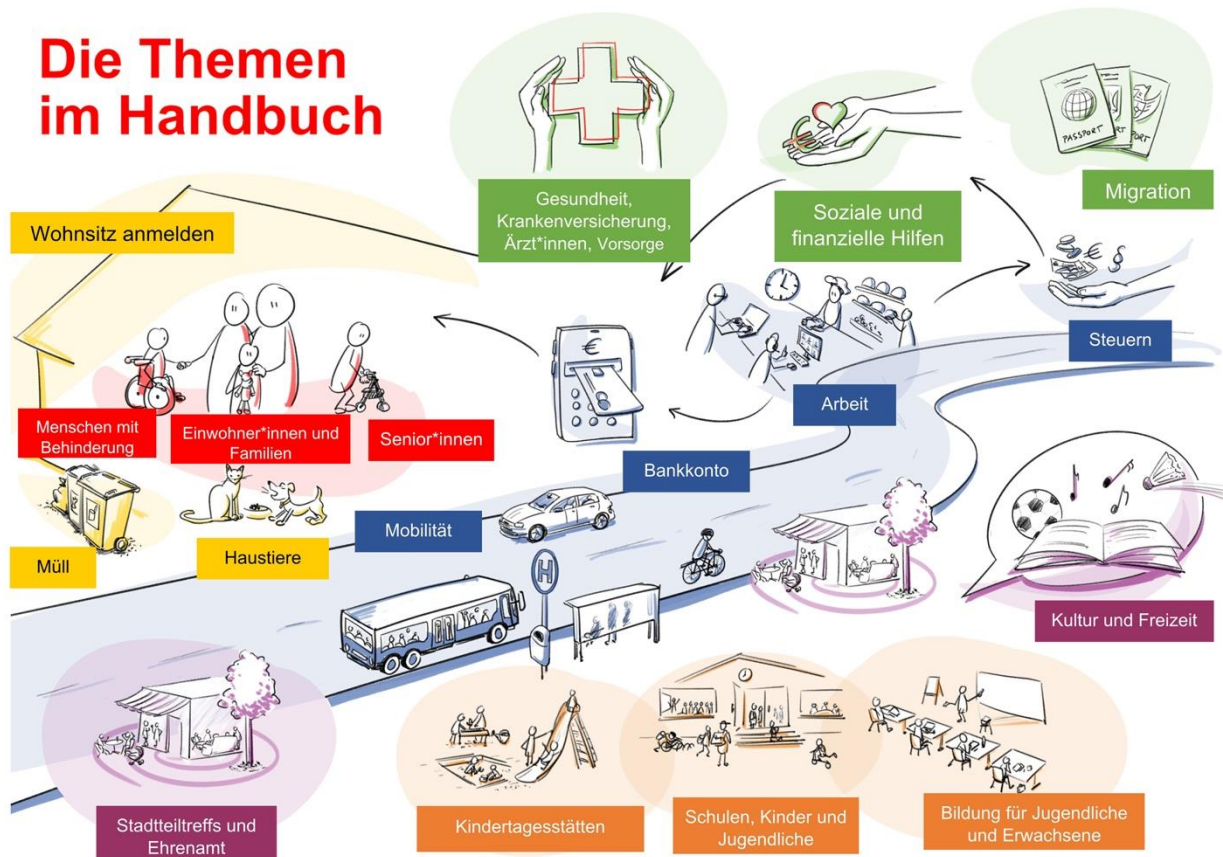 Die Themen
im Handbuch
Gesundheit,
Krankenversicherung,
Ärzt*innen, Vorsorge
Soziale und
finanzielle Hilfen
PASSPORT
PORT
PORT
Migration
Wohnsitz anmelden
€
€
§
Steuern
€
Arbeit
Bankkonto
Menschen mit
Behinderung
Einwohner*innen und
Familien
Senior*innen
Müll
Haustiere
Mobilität
H
Kultur und Freizeit
Stadtteiltreffs und
Ehrenamt
Kindertagesstätten
Schulen, Kinder und
Jugendliche
Bildung für Jugendliche
und Erwachsene